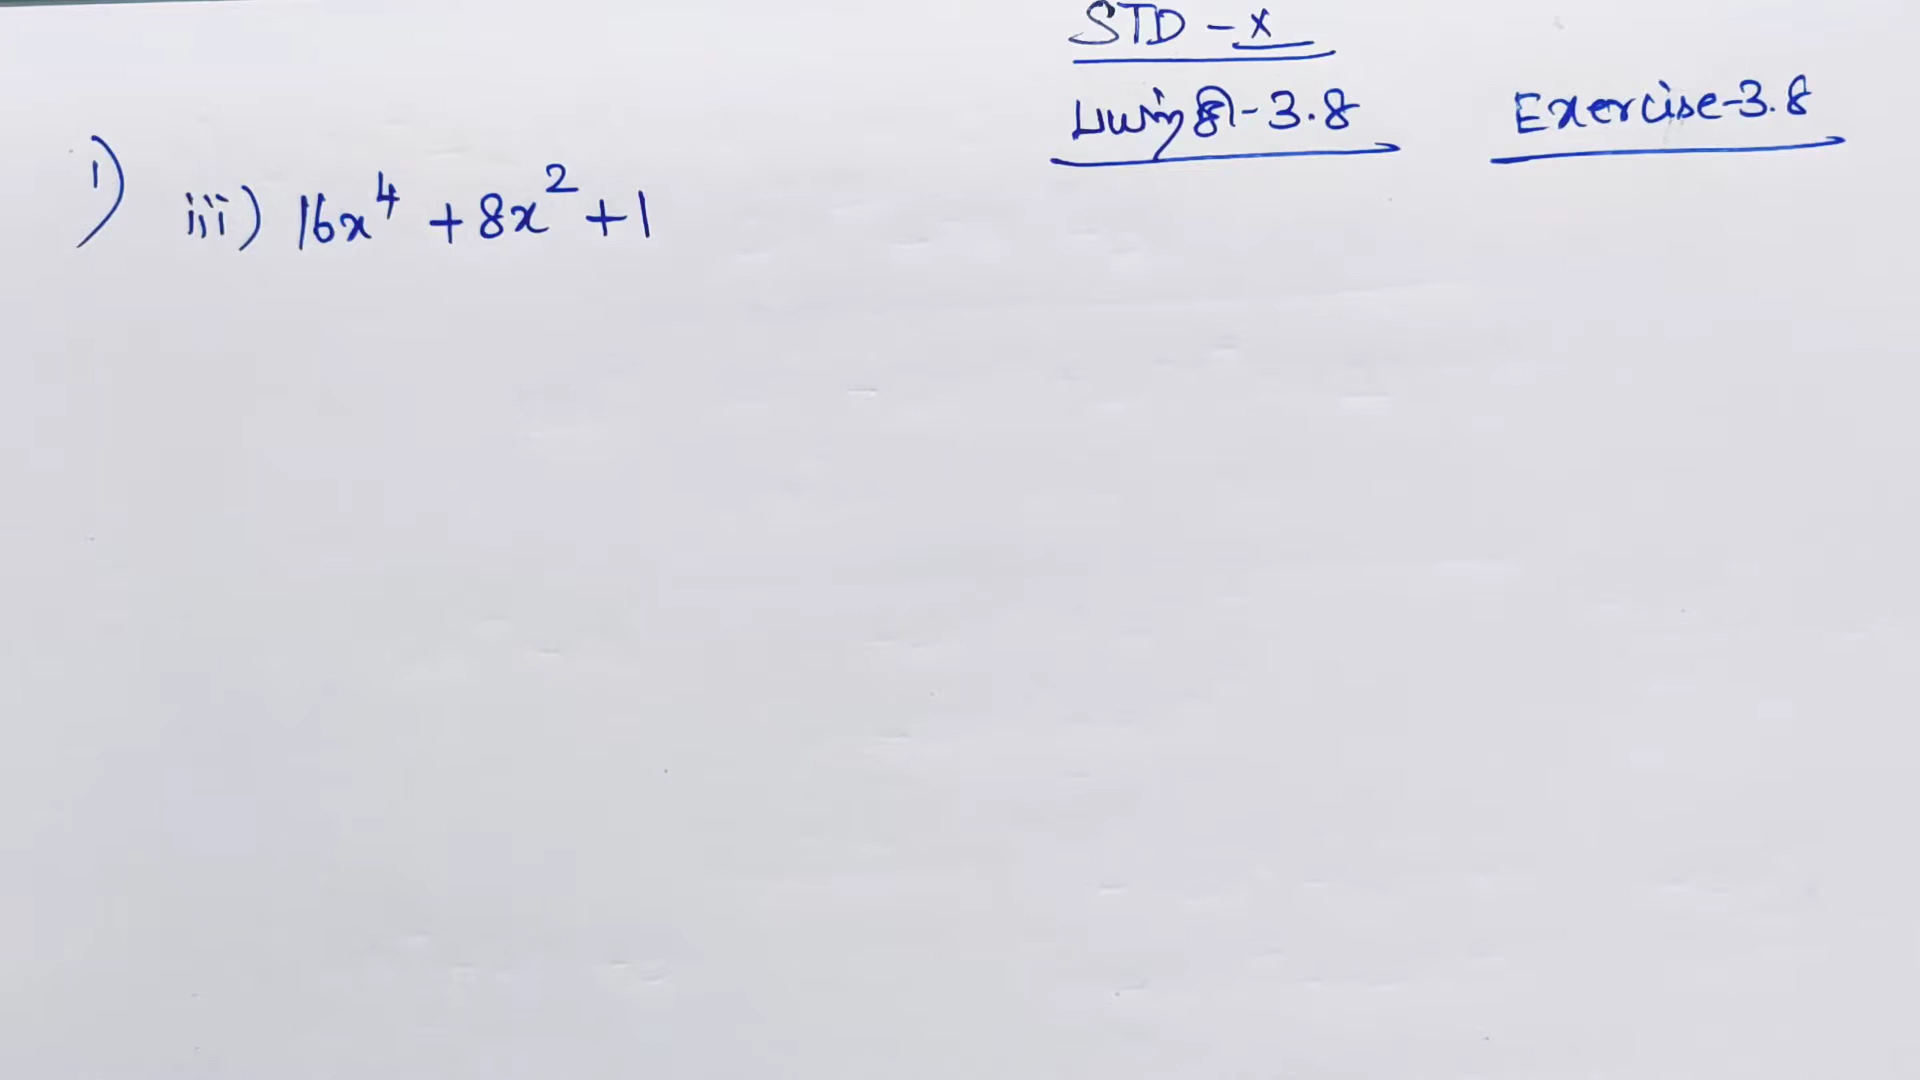 STD - X
பயிற்சி - 3.8 Exercise - 3.8
1)
iii) 16x⁴ + 8x² + 1